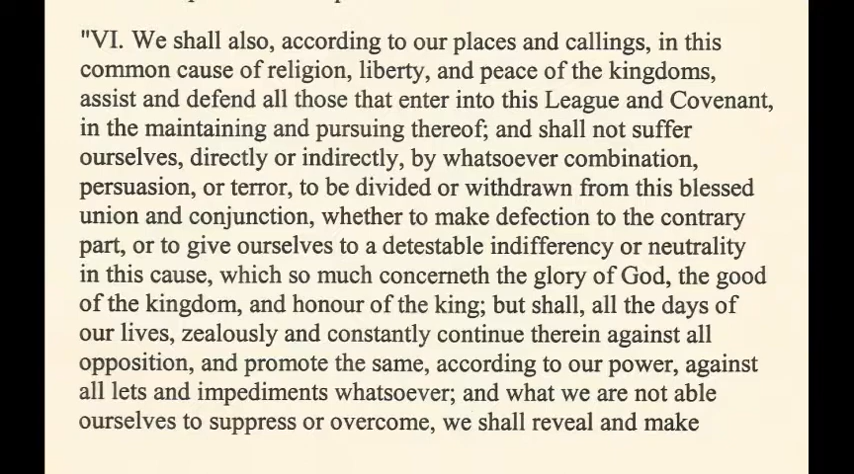 "VI. We shall also, according to our places and callings, in this
common cause of religion, liberty, and peace of the kingdoms,
assist and defend all those that enter into this League and Covenant,
in the maintaining and pursuing thereof; and shall not suffer
ourselves, directly or indirectly, by whatsoever combination,
persuasion, or terror, to be divided or withdrawn from this blessed
union and conjunction, whether to make defection to the contrary
part, or to give ourselves to a detestable indifferency or neutrality
in this cause, which so much concerneth the glory of God, the good
of the kingdom, and honour of the king; but shall, all the days of
our lives, zealously and constantly continue therein against all
opposition, and promote the same, according to our power, against
all lets and impediments whatsoever; and what we are not able
ourselves to suppress or overcome, we shall reveal and make